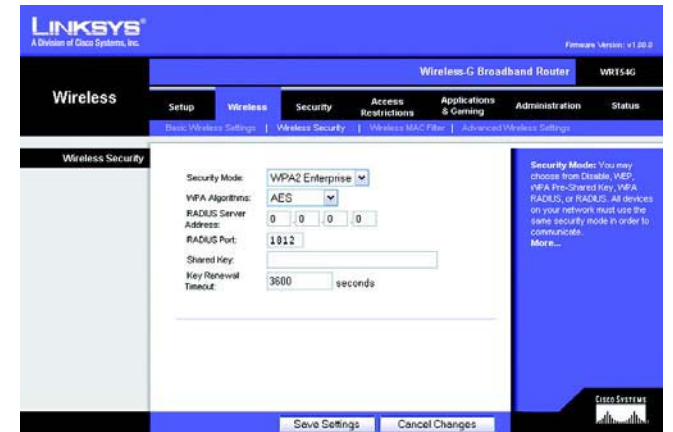 LINKSYS®
A Division of Cisco Systems, Inc.
Firmware Version: v1.00.0
Wireless-G Broadband Router WRT54G
Wireless
Setup Wireless Security Access Restrictions Applications & Gaming Administration Status
Basic Wireless Settings | Wireless Security | Wireless MAC Filter | Advanced Wireless Settings
Wireless Security
Security Mode: WPA2 Enterprise
WPA Algorithms: AES
RADIUS Server Address: 0 . 0 . 0 . 0
RADIUS Port: 1812
Shared Key:
Key Renewal Timeout: 3600 seconds
Security Mode: You may
choose from Disable, WEP,
WPA Pre-Shared Key, WPA
RADIUS, or RADIUS. All devices
on your network must use the
same security mode in order to
communicate.
More...
Save Settings Cancel Changes
CISCO SYSTEMS